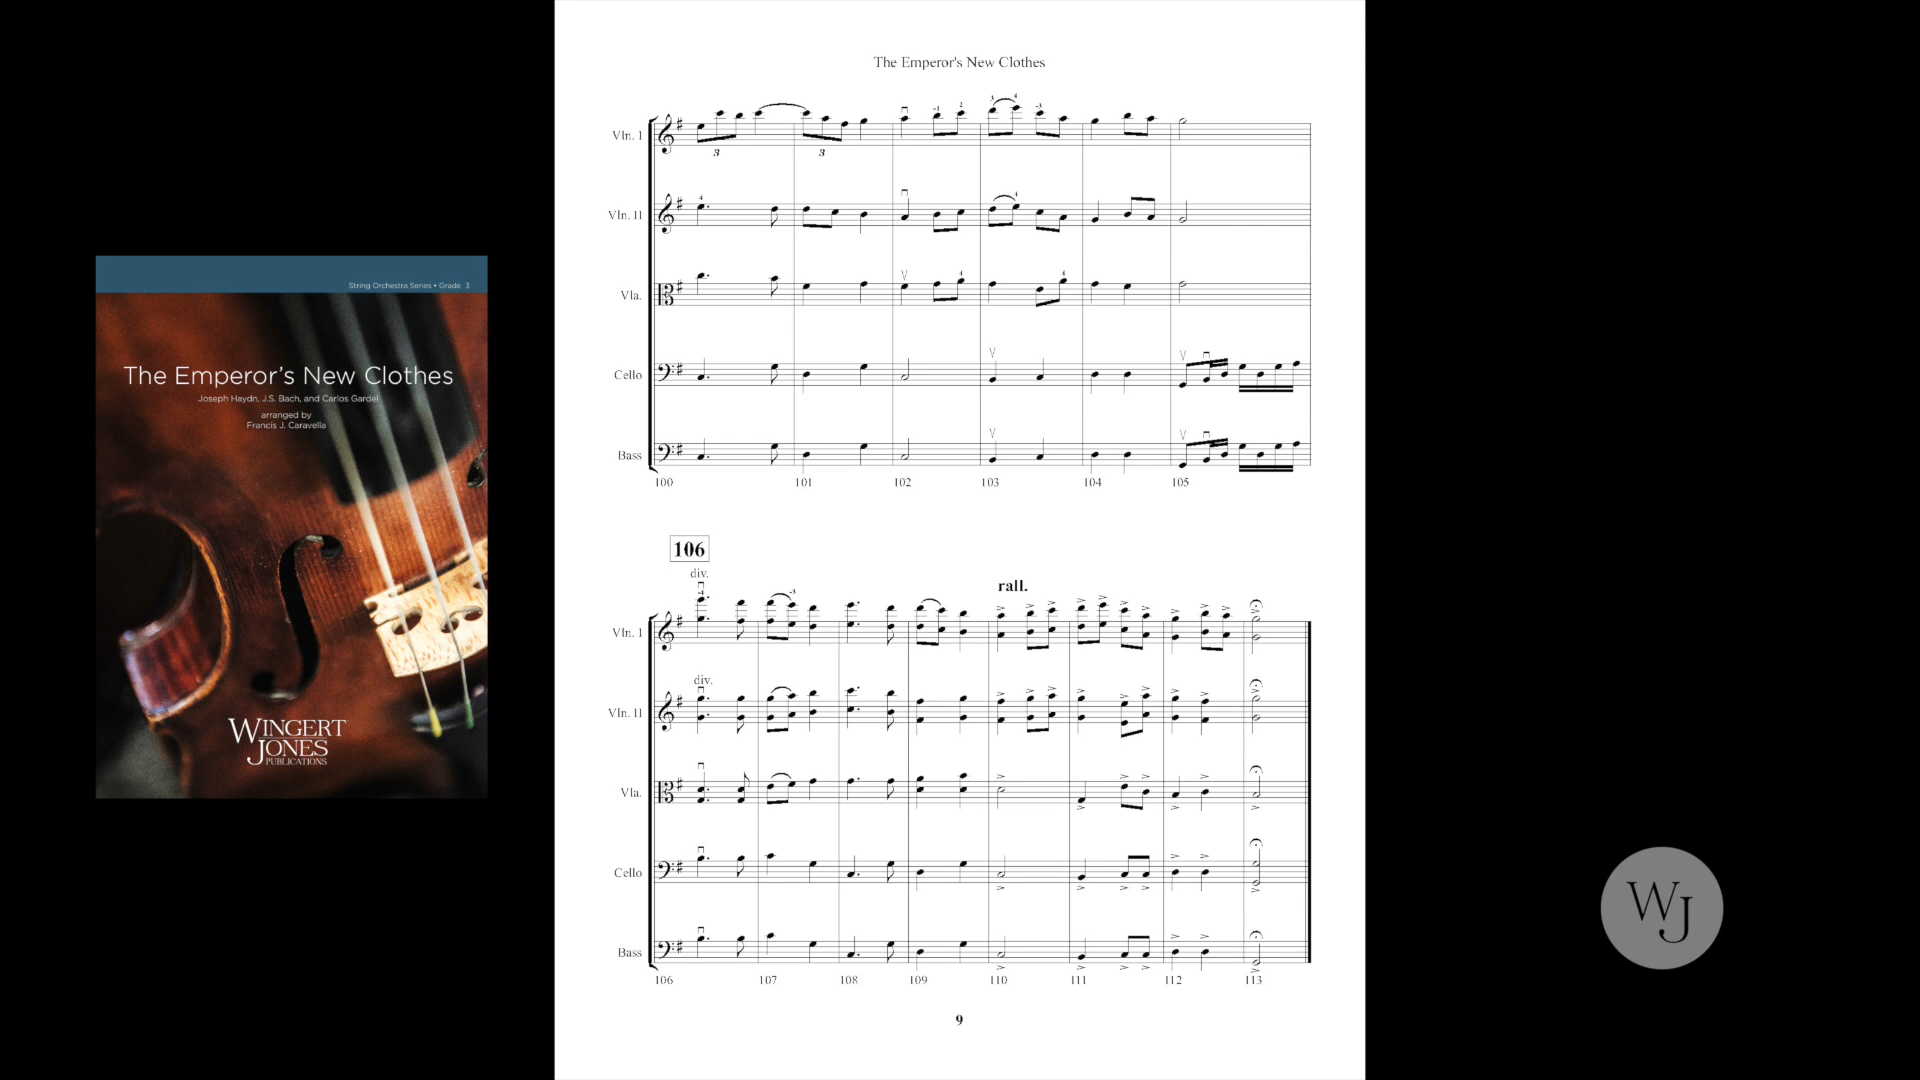 String Orchestra Series • Grade 3
The Emperor's New Clothes
Joseph Haydn, J.S. Bach, and Carlos Gardel
arranged by
Francis J. Caravella
WINGERT
JONES
PUBLICATIONS
The Emperor's New Clothes
Vln. I
3 3
Vln. II
Vla.
Cello
Bass
100 101 102 103 104 105
106
div.
rall.
Vln. I
div.
Vln. II
Vla.
Cello
Bass
106 107 108 109 110 111 112 113
9
WJ